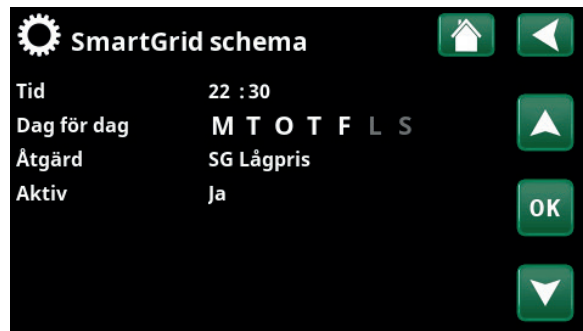 SmartGrid schema
Tid 22 :30
Dag för dag M T O T F L S
Åtgärd SG Lågpris
Aktiv Ja
OK